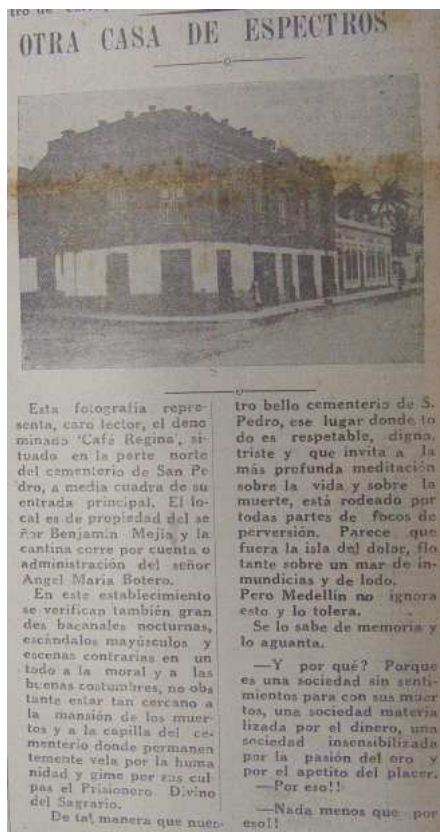 OTRA CASA DE ESPECTROS
Esta fotografía repre-
senta, caro lector, el deno
minado 'Café Regina', si-
tuado en la parte norte
del cementerio de San Pe
dro, a media cuadra de su
entrada principal. El lo-
cal es de propiedad del se
ñor Benjamín Mejía y la
cantina corre por cuenta o
administración del señor
Angel María Botero.
En este establecimiento
se verifican también gran
des bacanales nocturnas,
escándalos mayúsculos y
escenas contrarias en un
todo a la moral y a las
buenas costumbres, no obs
tante estar tan cercano a
la mansión de los muer-
tos y a la capilla del ce-
menterio donde permanen
temente vela por la huma
nidad y gime por sus cul
pas el Prisionero Divino
del Sagrario.
De tal manera que nues-
tro bello cementerio de S.
Pedro, ese lugar donde to
do es respetable, digno,
triste y que invita a la
más profunda meditación
sobre la vida y sobre la
muerte, está rodeado por
todas partes de focos de
perversión. Parece que
fuera la isla del dolor, flo
tante sobre un mar de in-
mundicias y de lodo.
Pero Medellín no ignora
esto y lo tolera.
Se lo sabe de memoria y
lo aguanta.
—Y por qué? Porque
es una sociedad sin senti-
mientos para con sus muer
tos, una sociedad materia
lizada por el dinero, una
sociedad insensibilizada
por la pasión del oro y
por el apetito del placer.
—Por eso!!
—Nada menos que por
eso!!